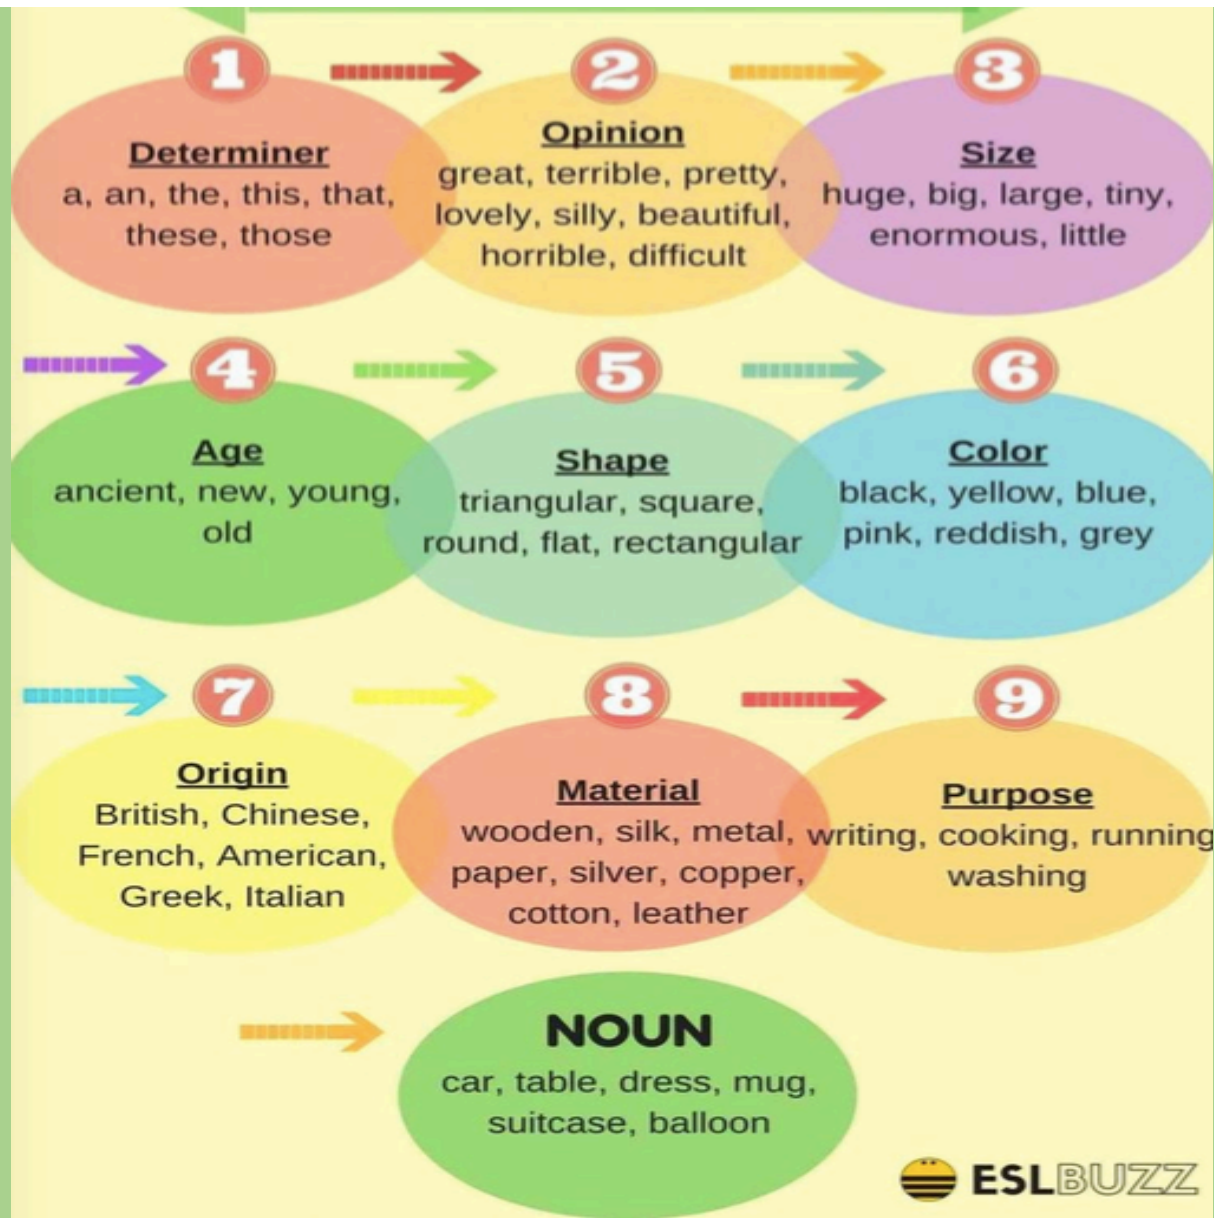 1
Determiner
a, an, the, this, that,
these, those
2
Opinion
great, terrible, pretty,
lovely, silly, beautiful,
horrible, difficult
3
Size
huge, big, large, tiny,
enormous, little
4
Age
ancient, new, young,
old
5
Shape
triangular, square,
round, flat, rectangular
6
Color
black, yellow, blue,
pink, reddish, grey
7
Origin
British, Chinese,
French, American,
Greek, Italian
8
Material
wooden, silk, metal,
paper, silver, copper,
cotton, leather
9
Purpose
writing, cooking, running
washing
NOUN
car, table, dress, mug,
suitcase, balloon
ESLBUZZ